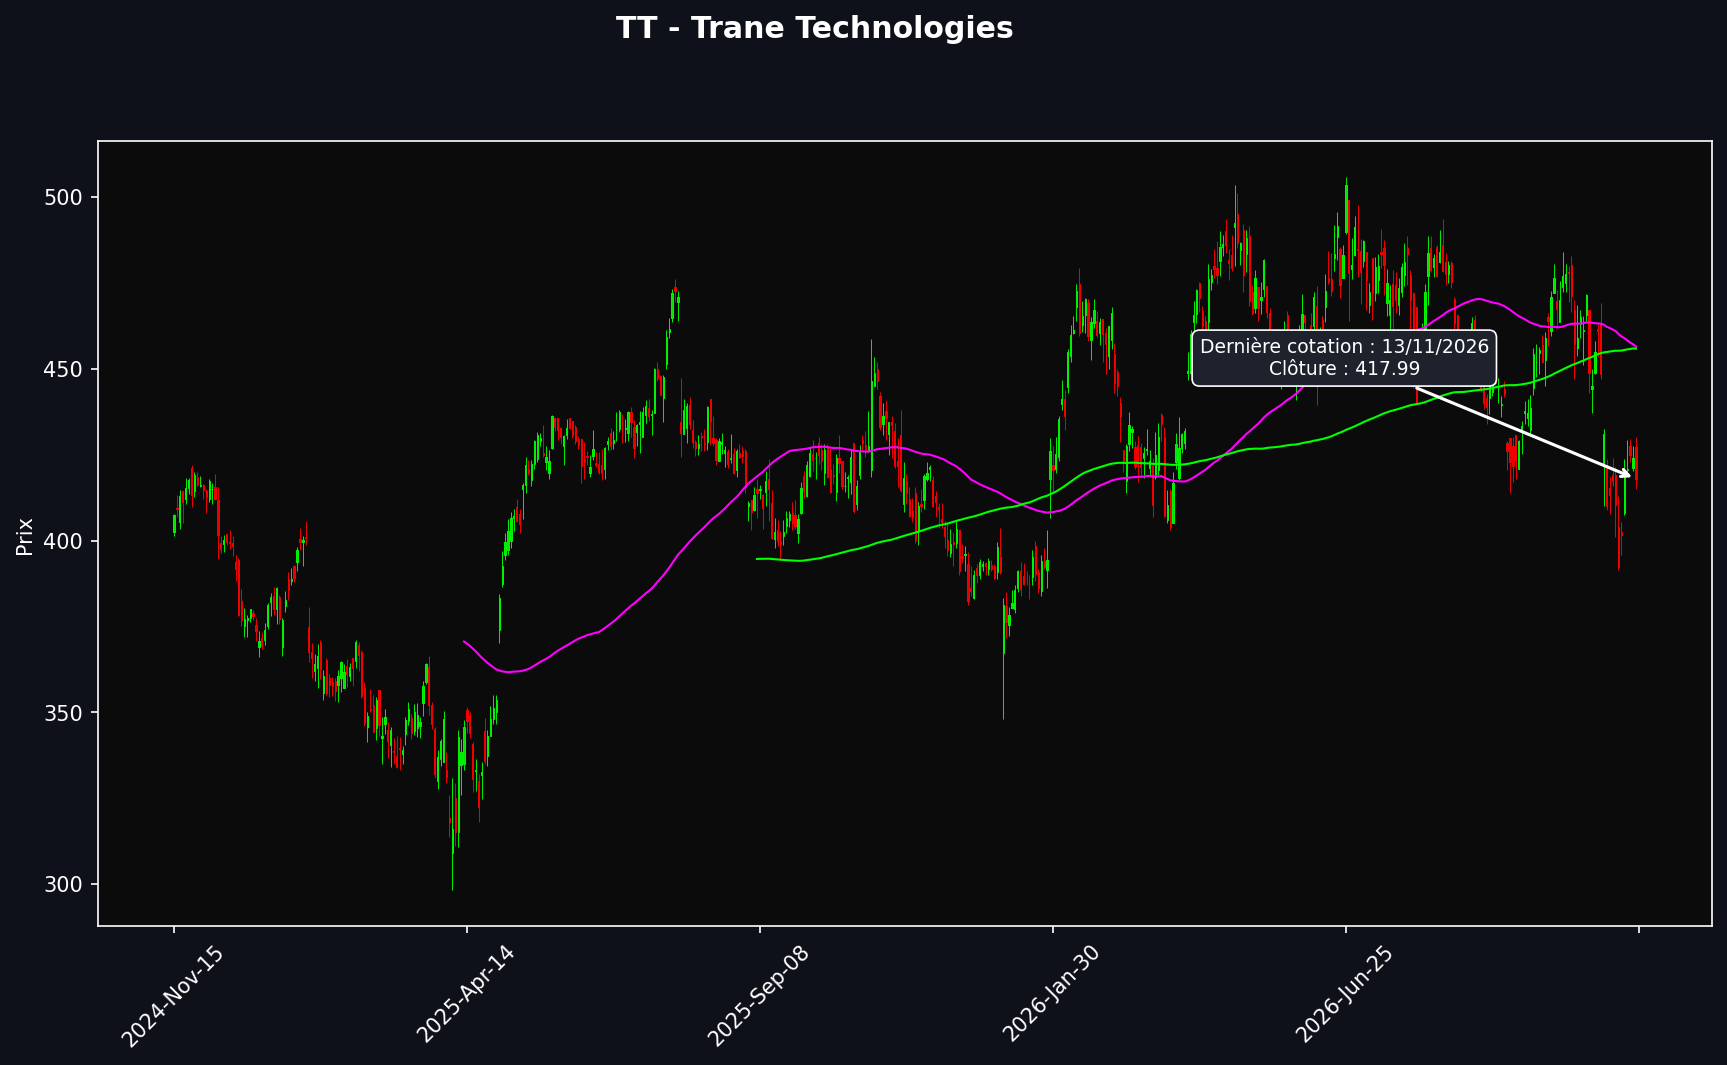 TT - Trane Technologies
Prix
500
450
400
350
300
Dernière cotation : 13/11/2026
Clôture : 417.99
2024-Nov-15
2025-Apr-14
2025-Sep-08
2026-Jan-30
2026-Jun-25